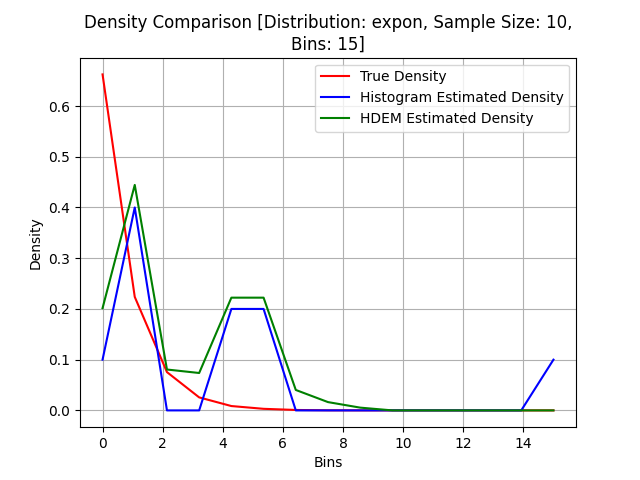 Density Comparison [Distribution: expon, Sample Size: 10,
Bins: 15]
True Density
Histogram Estimated Density
HDEM Estimated Density
Density
0.6
0.5
0.4
0.3
0.2
0.1
0.0
0 2 4 6 8 10 12 14
Bins